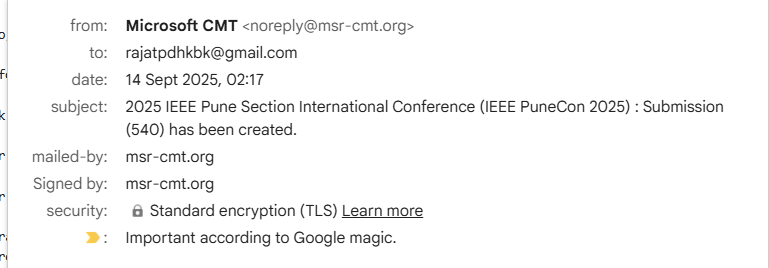 from: Microsoft CMT <noreply@msr-cmt.org>
to: rajatpdhkbk@gmail.com
date: 14 Sept 2025, 02:17
subject: 2025 IEEE Pune Section International Conference (IEEE PuneCon 2025) : Submission
(540) has been created.
mailed-by: msr-cmt.org
Signed by: msr-cmt.org
security: Standard encryption (TLS) Learn more
: Important according to Google magic.